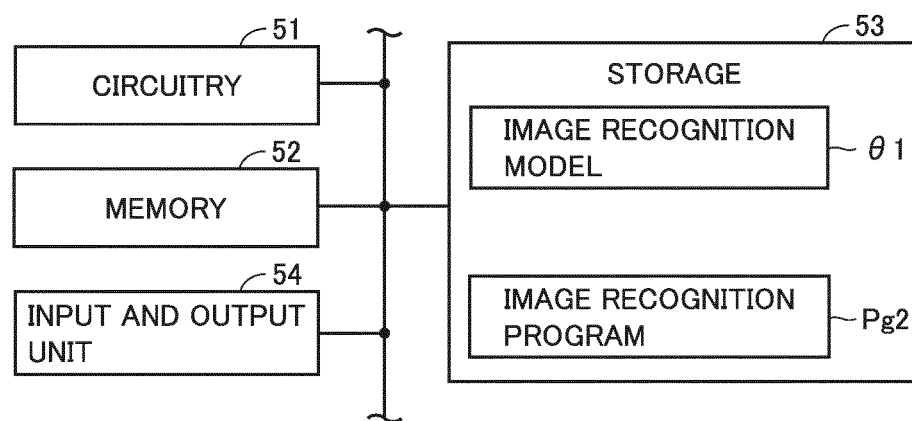 51
CIRCUITRY
52
MEMORY
54
INPUT AND OUTPUT
UNIT
53
STORAGE
IMAGE RECOGNITION
MODEL
θ1
IMAGE RECOGNITION
PROGRAM
Pg2